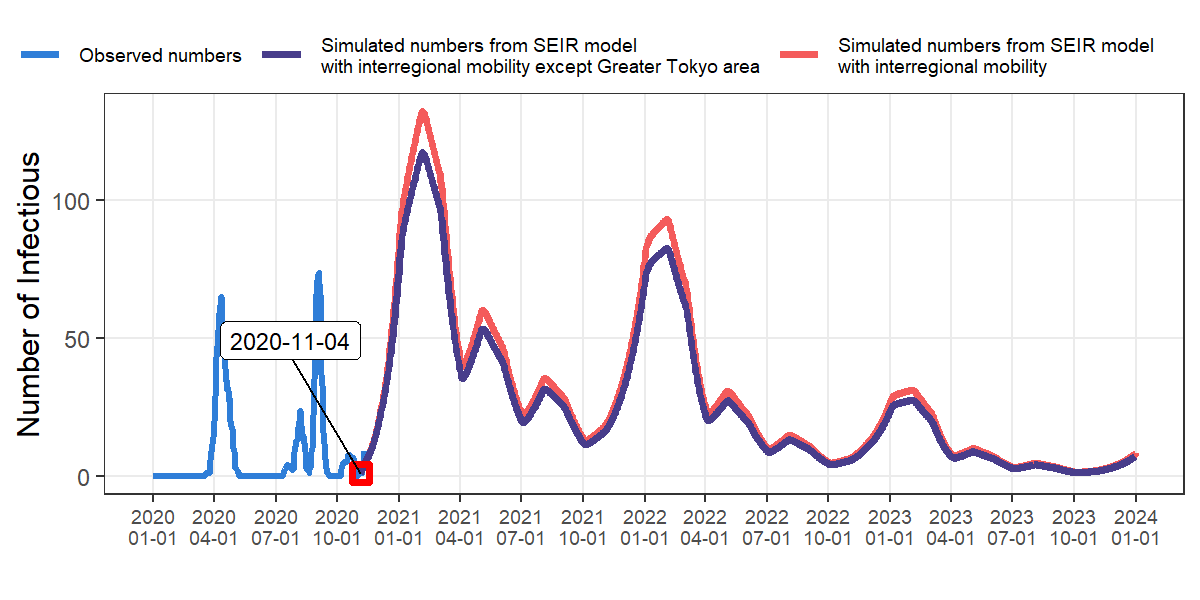 Observed numbers
Simulated numbers from SEIR model
with interregional mobility except Greater Tokyo area
Simulated numbers from SEIR model
with interregional mobility
Number of Infectious
100
50
0
2020-11-04
2020 2020 2020 2020 2021 2021 2021 2021 2022 2022 2022 2022 2023 2023 2023 2023 2024
01-01 04-01 07-01 10-01 01-01 04-01 07-01 10-01 01-01 04-01 07-01 10-01 01-01 04-01 07-01 10-01 01-01